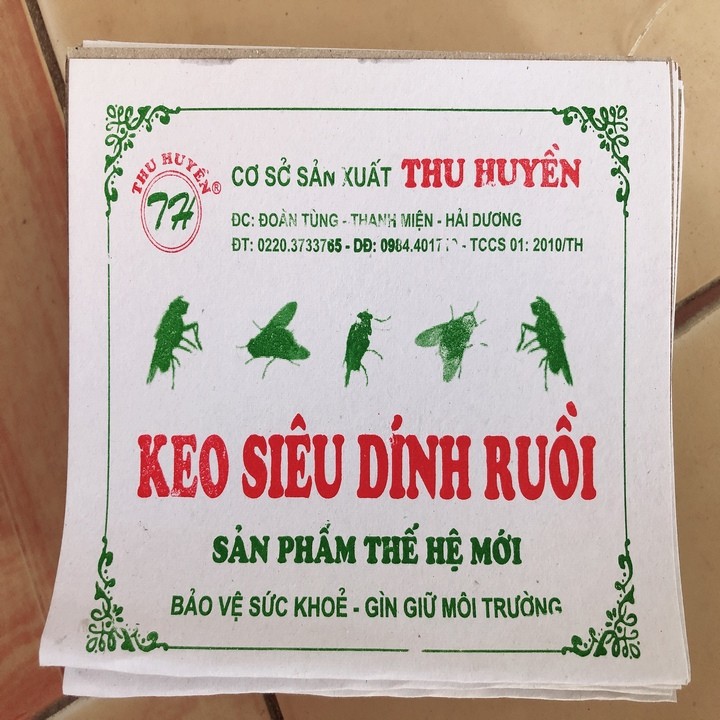 THU HUYỀN ®
TH
CƠ SỞ SẢN XUẤT THU HUYỀN
ĐC: ĐOÀN TÙNG - THANH MIỆN - HẢI DƯƠNG
ĐT: 0220.3733765 - DĐ: - TCCS 01: 2010/TH
KEO SIÊU DÍNH RUỒI
SẢN PHẨM THẾ HỆ MỚI
BẢO VỆ SỨC KHOẺ - GÌN GIỮ MÔI TRƯỜNG